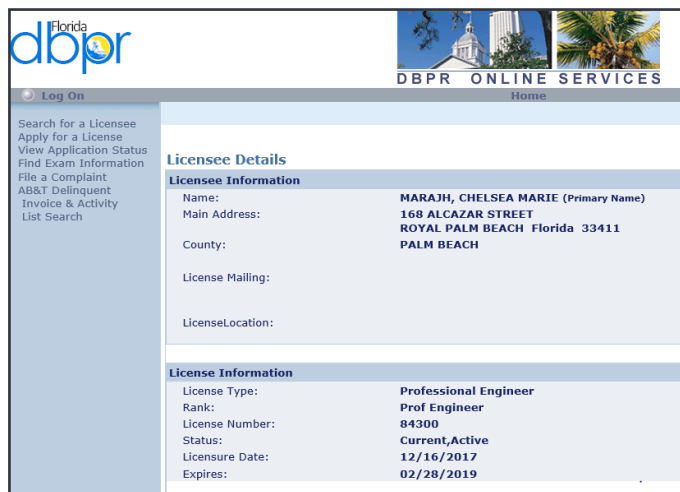 Florida
dbpr
DBPR ONLINE SERVICES
Log On
Home
Search for a Licensee
Apply for a License
View Application Status
Find Exam Information
File a Complaint
AB&T Delinquent
Invoice & Activity
List Search
Licensee Details
Licensee Information
Name: MARAJH, CHELSEA MARIE (Primary Name)
Main Address: 168 ALCAZAR STREET
ROYAL PALM BEACH Florida 33411
County: PALM BEACH
License Mailing:
LicenseLocation:
License Information
License Type: Professional Engineer
Rank: Prof Engineer
License Number: 84300
Status: Current,Active
Licensure Date: 12/16/2017
Expires: 02/28/2019